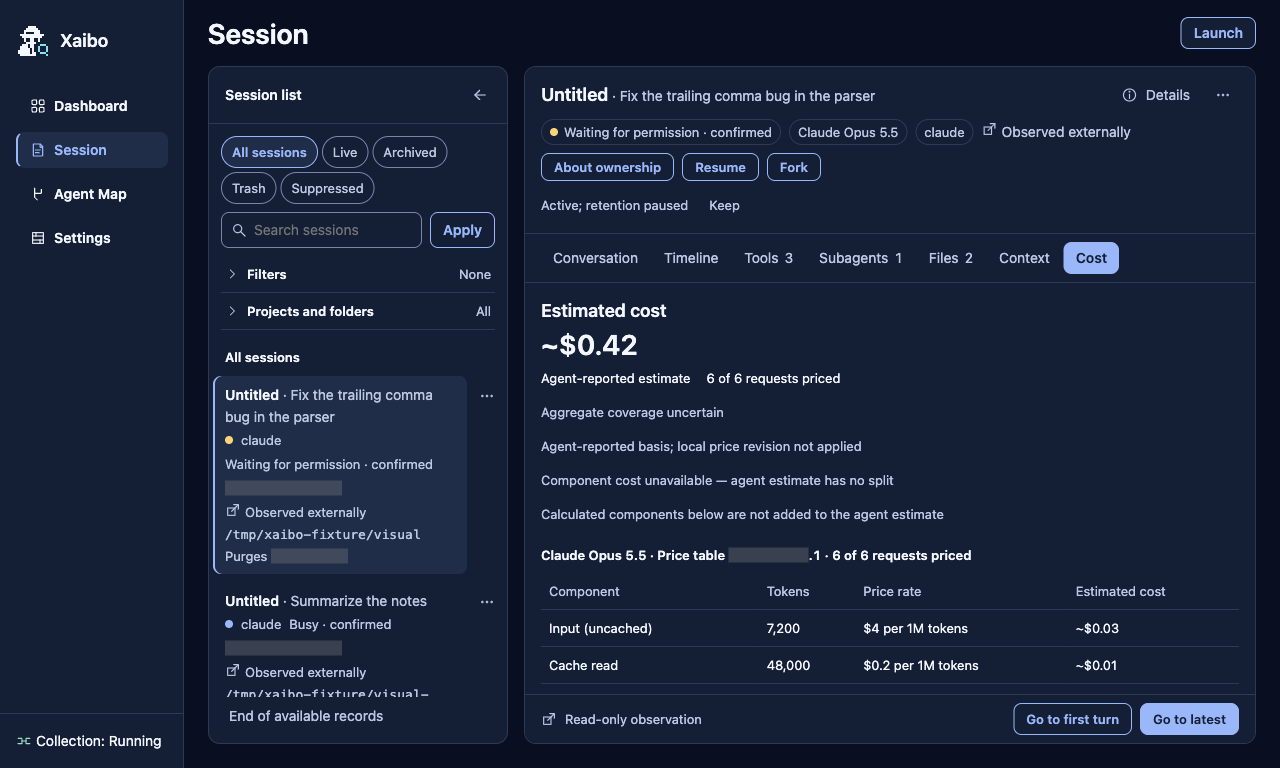 Xaibo
Dashboard
Session
Agent Map
Settings
Collection: Running
Session
Launch
Session list
All sessions
Live
Archived
Trash
Suppressed
Search sessions
Apply
Filters
None
Projects and folders
All
All sessions
Untitled · Fix the trailing comma
bug in the parser
claude
Waiting for permission · confirmed
Observed externally
/tmp/xaibo-fixture/visual
Purges
Untitled · Summarize the notes
claude Busy · confirmed
Observed externally
/tmp/xaibo-fixture/visual-
End of available records
Untitled · Fix the trailing comma bug in the parser
Details
Waiting for permission · confirmed
Claude Opus 5.5
claude
Observed externally
About ownership
Resume
Fork
Active; retention paused
Keep
Conversation
Timeline
Tools 3
Subagents 1
Files 2
Context
Cost
Estimated cost
~$0.42
Agent-reported estimate 6 of 6 requests priced
Aggregate coverage uncertain
Agent-reported basis; local price revision not applied
Component cost unavailable — agent estimate has no split
Calculated components below are not added to the agent estimate
Claude Opus 5.5 · Price table .1 · 6 of 6 requests priced
Component Tokens Price rate Estimated cost
Input (uncached) 7,200 $4 per 1M tokens ~$0.03
Cache read 48,000 $0.2 per 1M tokens ~$0.01
Read-only observation
Go to first turn
Go to latest